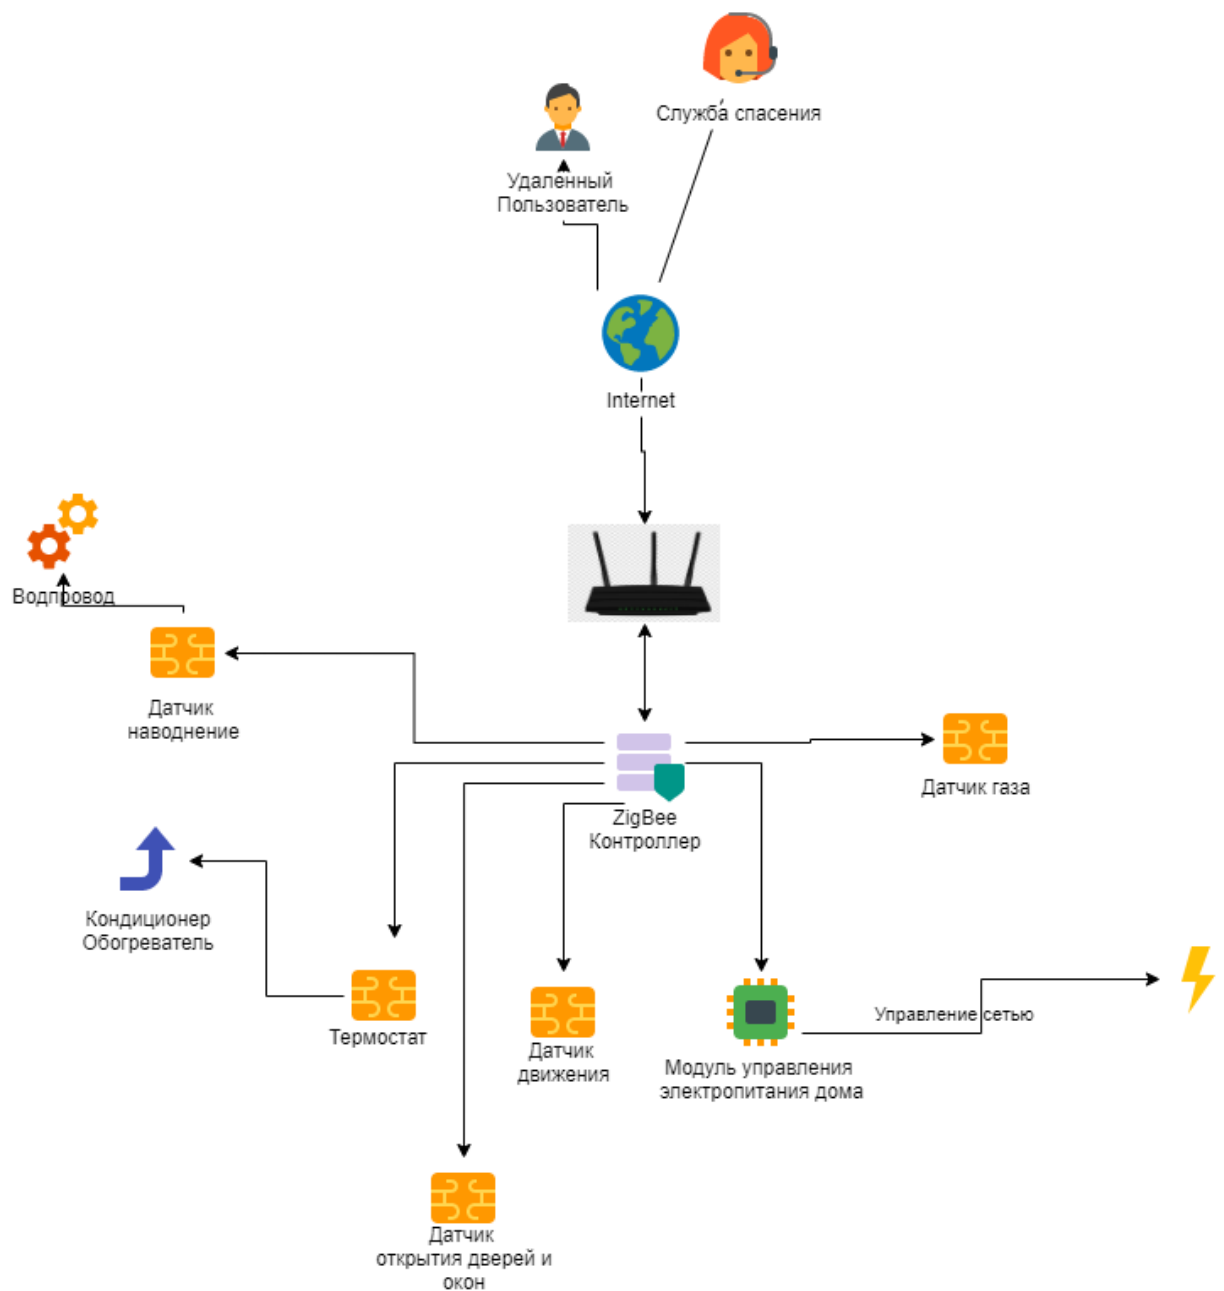 Служба спасения
Удаленный
Пользователь
Internet
Водпровод
Датчик
наводнение
Датчик газа
ZigBee
Контроллер
Кондиционер
Обогреватель
Термостат
Управление сетью
Датчик
движения
Модуль управления
электропитания дома
Датчик
открытия дверей и
окон